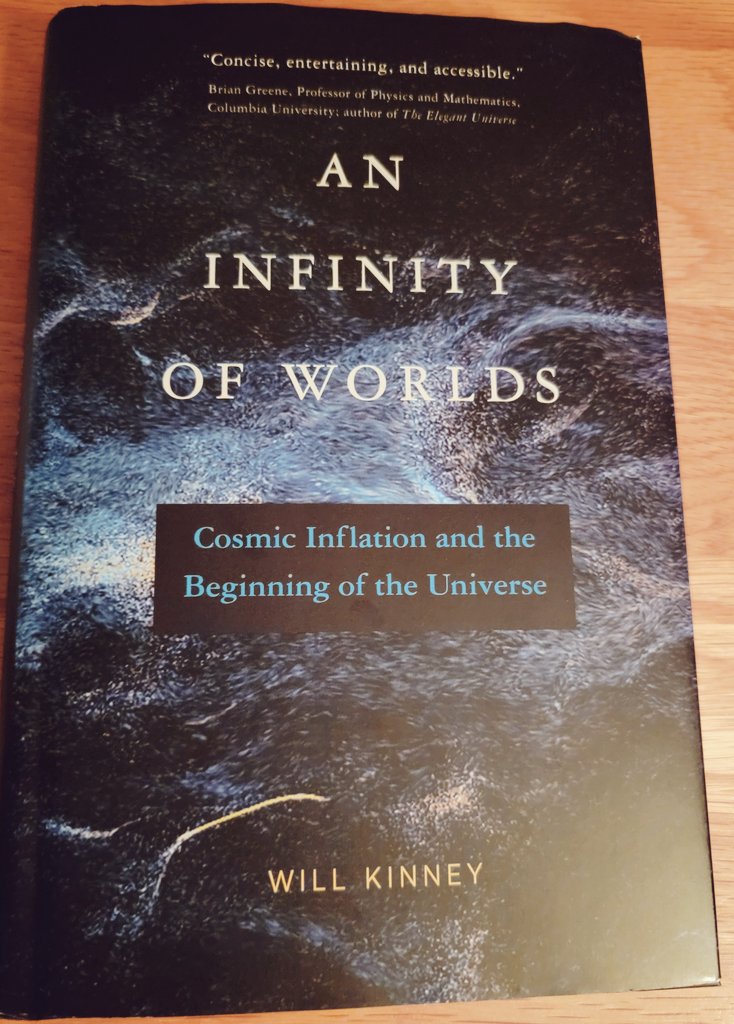 “Concise, entertaining, and accessible.”
Brian Greene, Professor of Physics and Mathematics,
Columbia University; author of The Elegant Universe
AN
INFINITY
OF WORLDS
Cosmic Inflation and the
Beginning of the Universe
WILL KINNEY